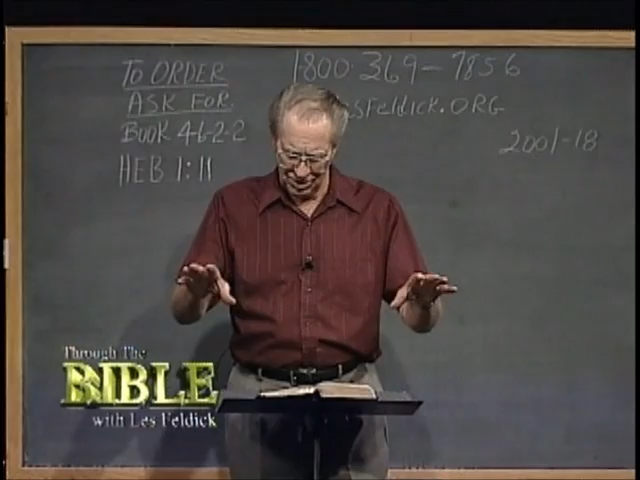 TO ORDER
ASK FOR
BOOK 46-2-2
HEB 1:11
1800-369-7856
sFeldick.ORG
2001-18
Through The
BIBLE
with Les Feldick